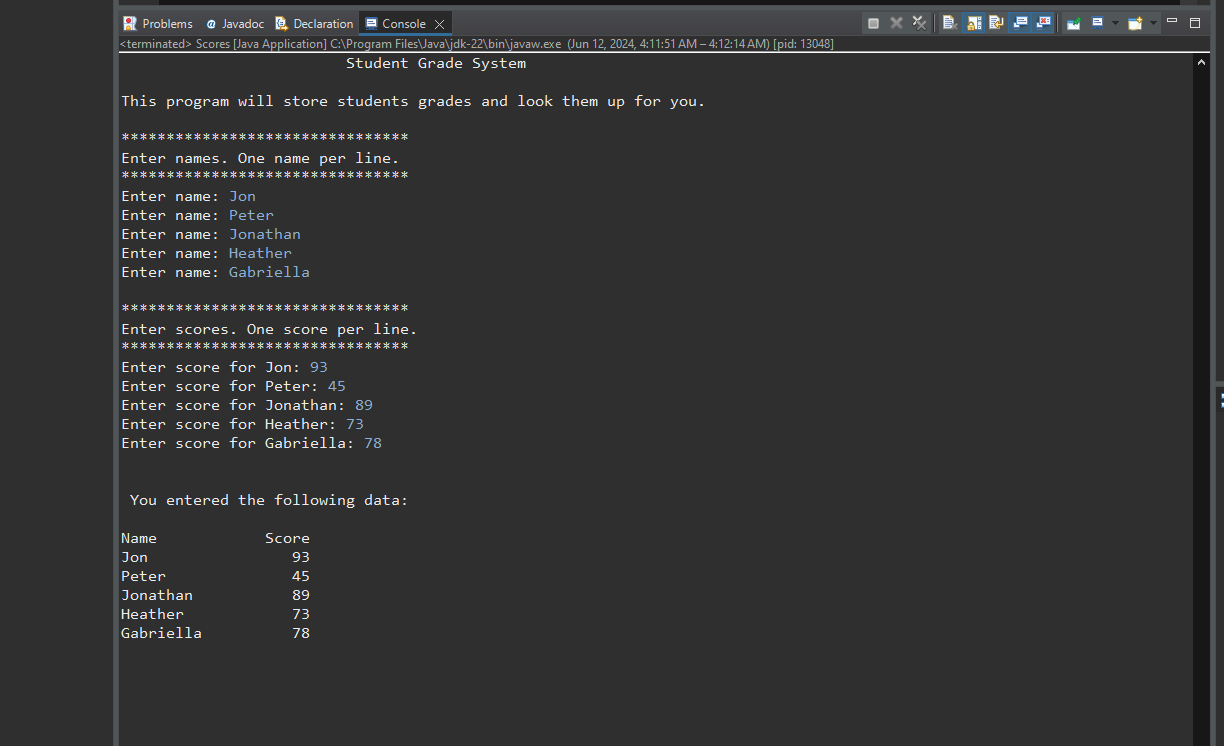 Problems Javadoc Declaration Console
<terminated> Scores [Java Application] C:\Program Files\Java\jdk-22\bin\javaw.exe (Jun 12, 2024, 4:11:51 AM – 4:12:14 AM) [pid: 13048]
Student Grade System
This program will store students grades and look them up for you.
********************************
Enter names. One name per line.
********************************
Enter name: Jon
Enter name: Peter
Enter name: Jonathan
Enter name: Heather
Enter name: Gabriella
********************************
Enter scores. One score per line.
********************************
Enter score for Jon: 93
Enter score for Peter: 45
Enter score for Jonathan: 89
Enter score for Heather: 73
Enter score for Gabriella: 78
You entered the following data:
Name Score
Jon 93
Peter 45
Jonathan 89
Heather 73
Gabriella 78